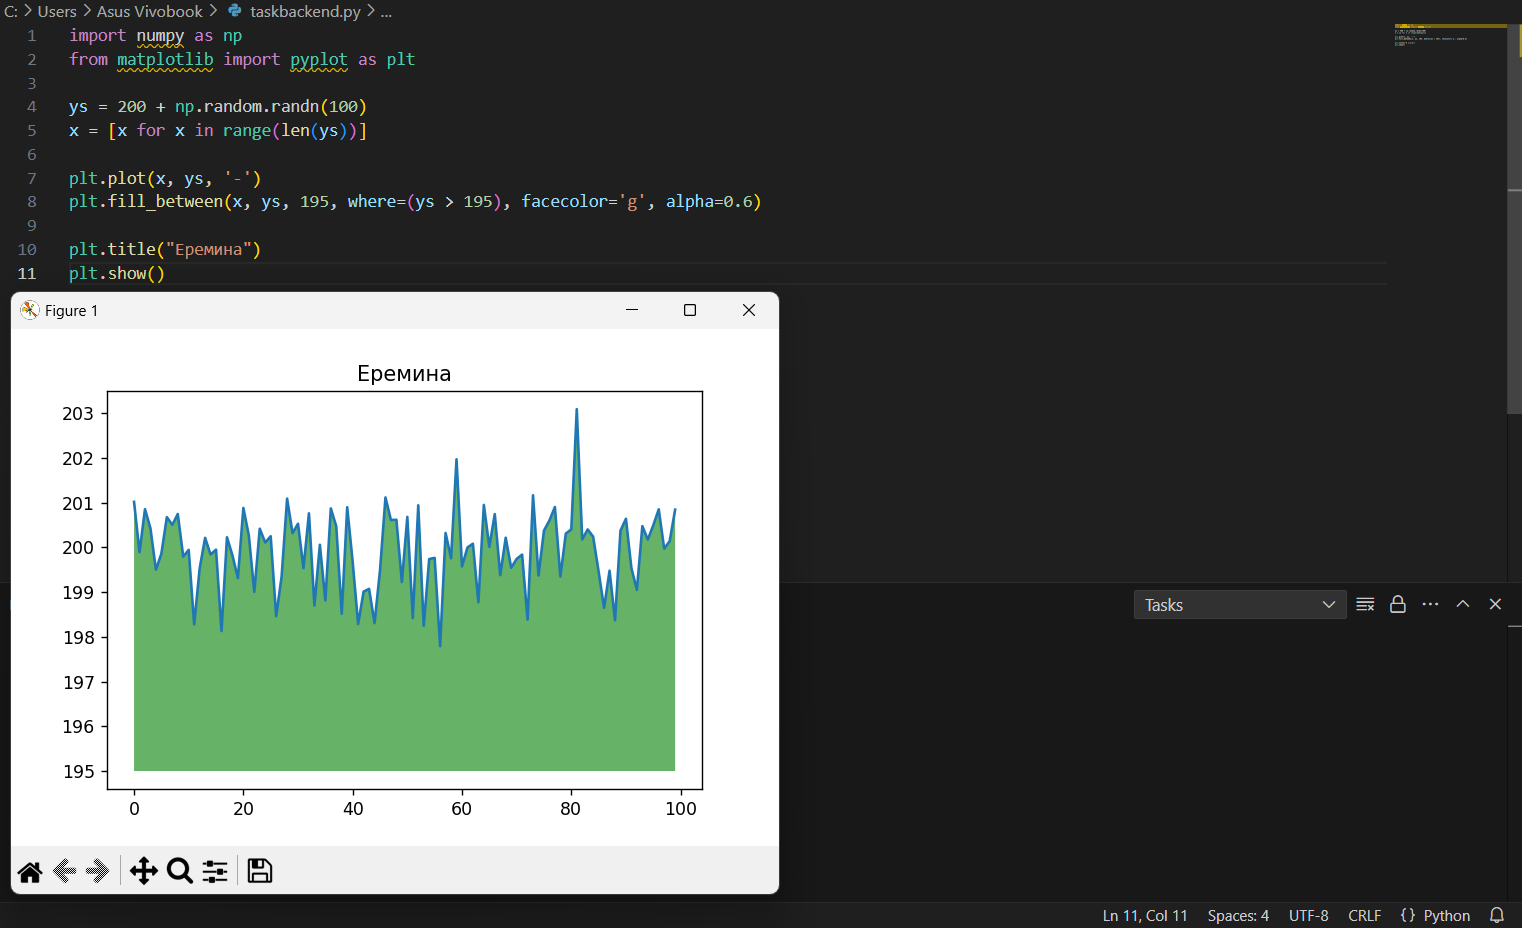 C: > Users > Asus Vivobook > taskbackend.py > ...
1 import numpy as np
2 from matplotlib import pyplot as plt
3
4 ys = 200 + np.random.randn(100)
5 x = [x for x in range(len(ys))]
6
7 plt.plot(x, ys, '-')
8 plt.fill_between(x, ys, 195, where=(ys > 195), facecolor='g', alpha=0.6)
9
10 plt.title("Еремина")
11 plt.show()
Figure 1
Еремина
203
202
201
200
199
198
197
196
195
0 20 40 60 80 100
Tasks
Ln 11, Col 11 Spaces: 4 UTF-8 CRLF {} Python